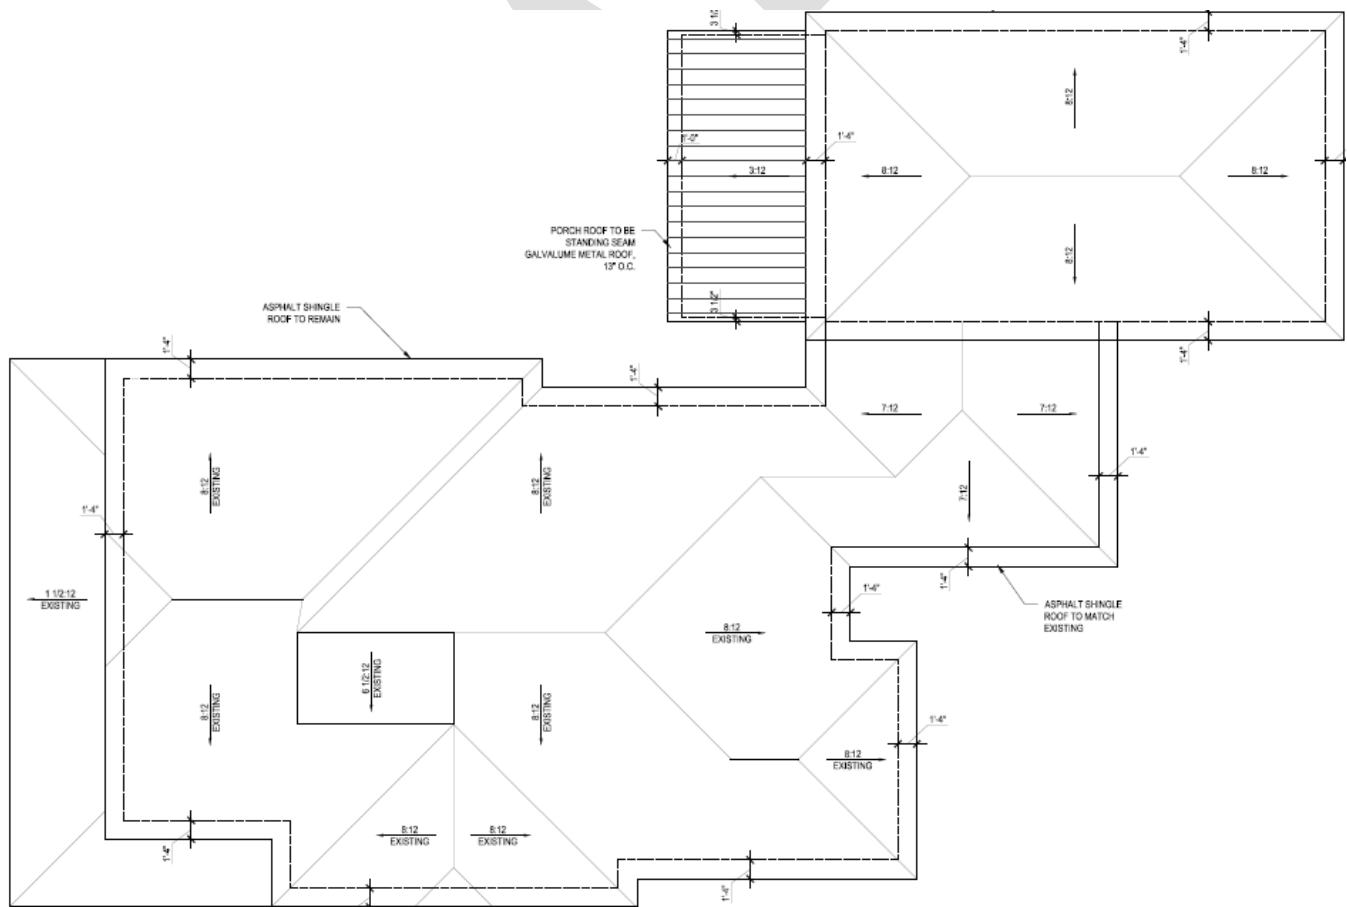 3 1/2"
1'-4"
8:12
1'-0"
1'-4"
3:12
8:12
8:12
PORCH ROOF TO BE
STANDING SEAM
GALVALUME METAL ROOF,
13" O.C.
8:12
3 1/2"
ASPHALT SHINGLE
ROOF TO REMAIN
1'-4"
1'-4"
1'-4"
7:12
7:12
1'-4"
8:12
EXISTING
8:12
EXISTING
7:12
1'-4"
1'-4"
1'-4"
1 1/2:12
EXISTING
ASPHALT SHINGLE
ROOF TO MATCH
EXISTING
8:12
EXISTING
6 1/2:12
EXISTING
8:12
EXISTING
8:12
EXISTING
1'-4"
8:12
EXISTING
8:12
EXISTING
8:12
EXISTING
1'-4"
1'-4"